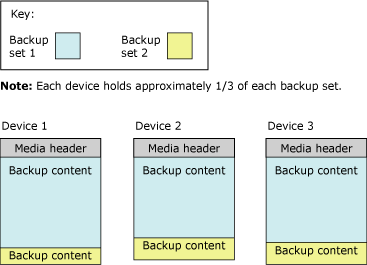 Key:
Backup set 1
Backup set 2
Note: Each device holds approximately 1/3 of each backup set.
Device 1
Media header
Backup content
Backup content
Device 2
Media header
Backup content
Backup content
Device 3
Media header
Backup content
Backup content